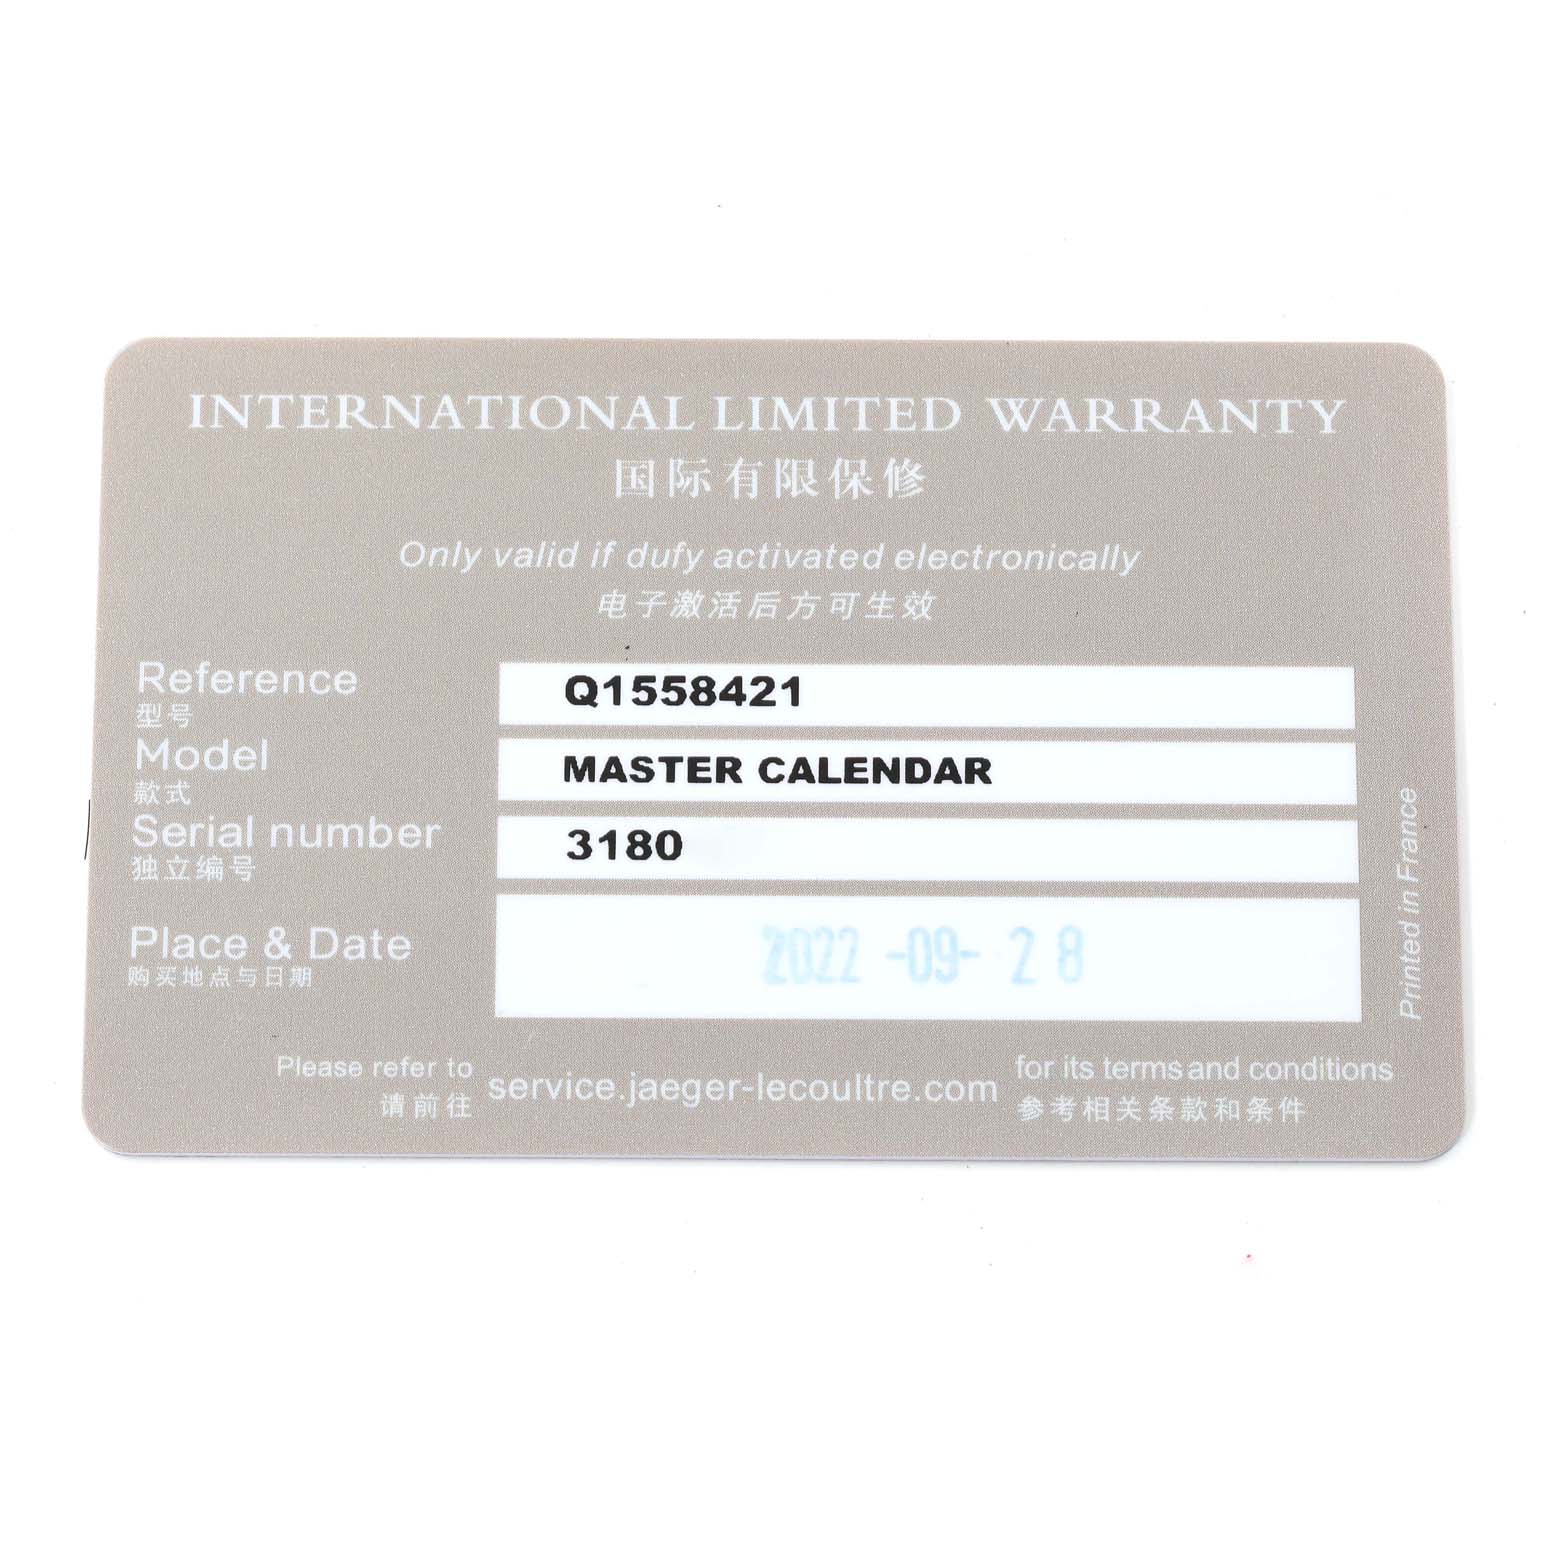 INTERNATIONAL LIMITED WARRANTY
国际有限保修
Only valid if dufy activated electronically
电子激活后方可生效
Reference
型号
Q1558421
Model
款式
MASTER CALENDAR
Serial number
独立编号
3180
Place & Date
购买地点与日期
2022 -09- 28
Printed in France
Please refer to
请前往
service.jaeger-lecoultre.com
for its terms and conditions
参考相关条款和条件